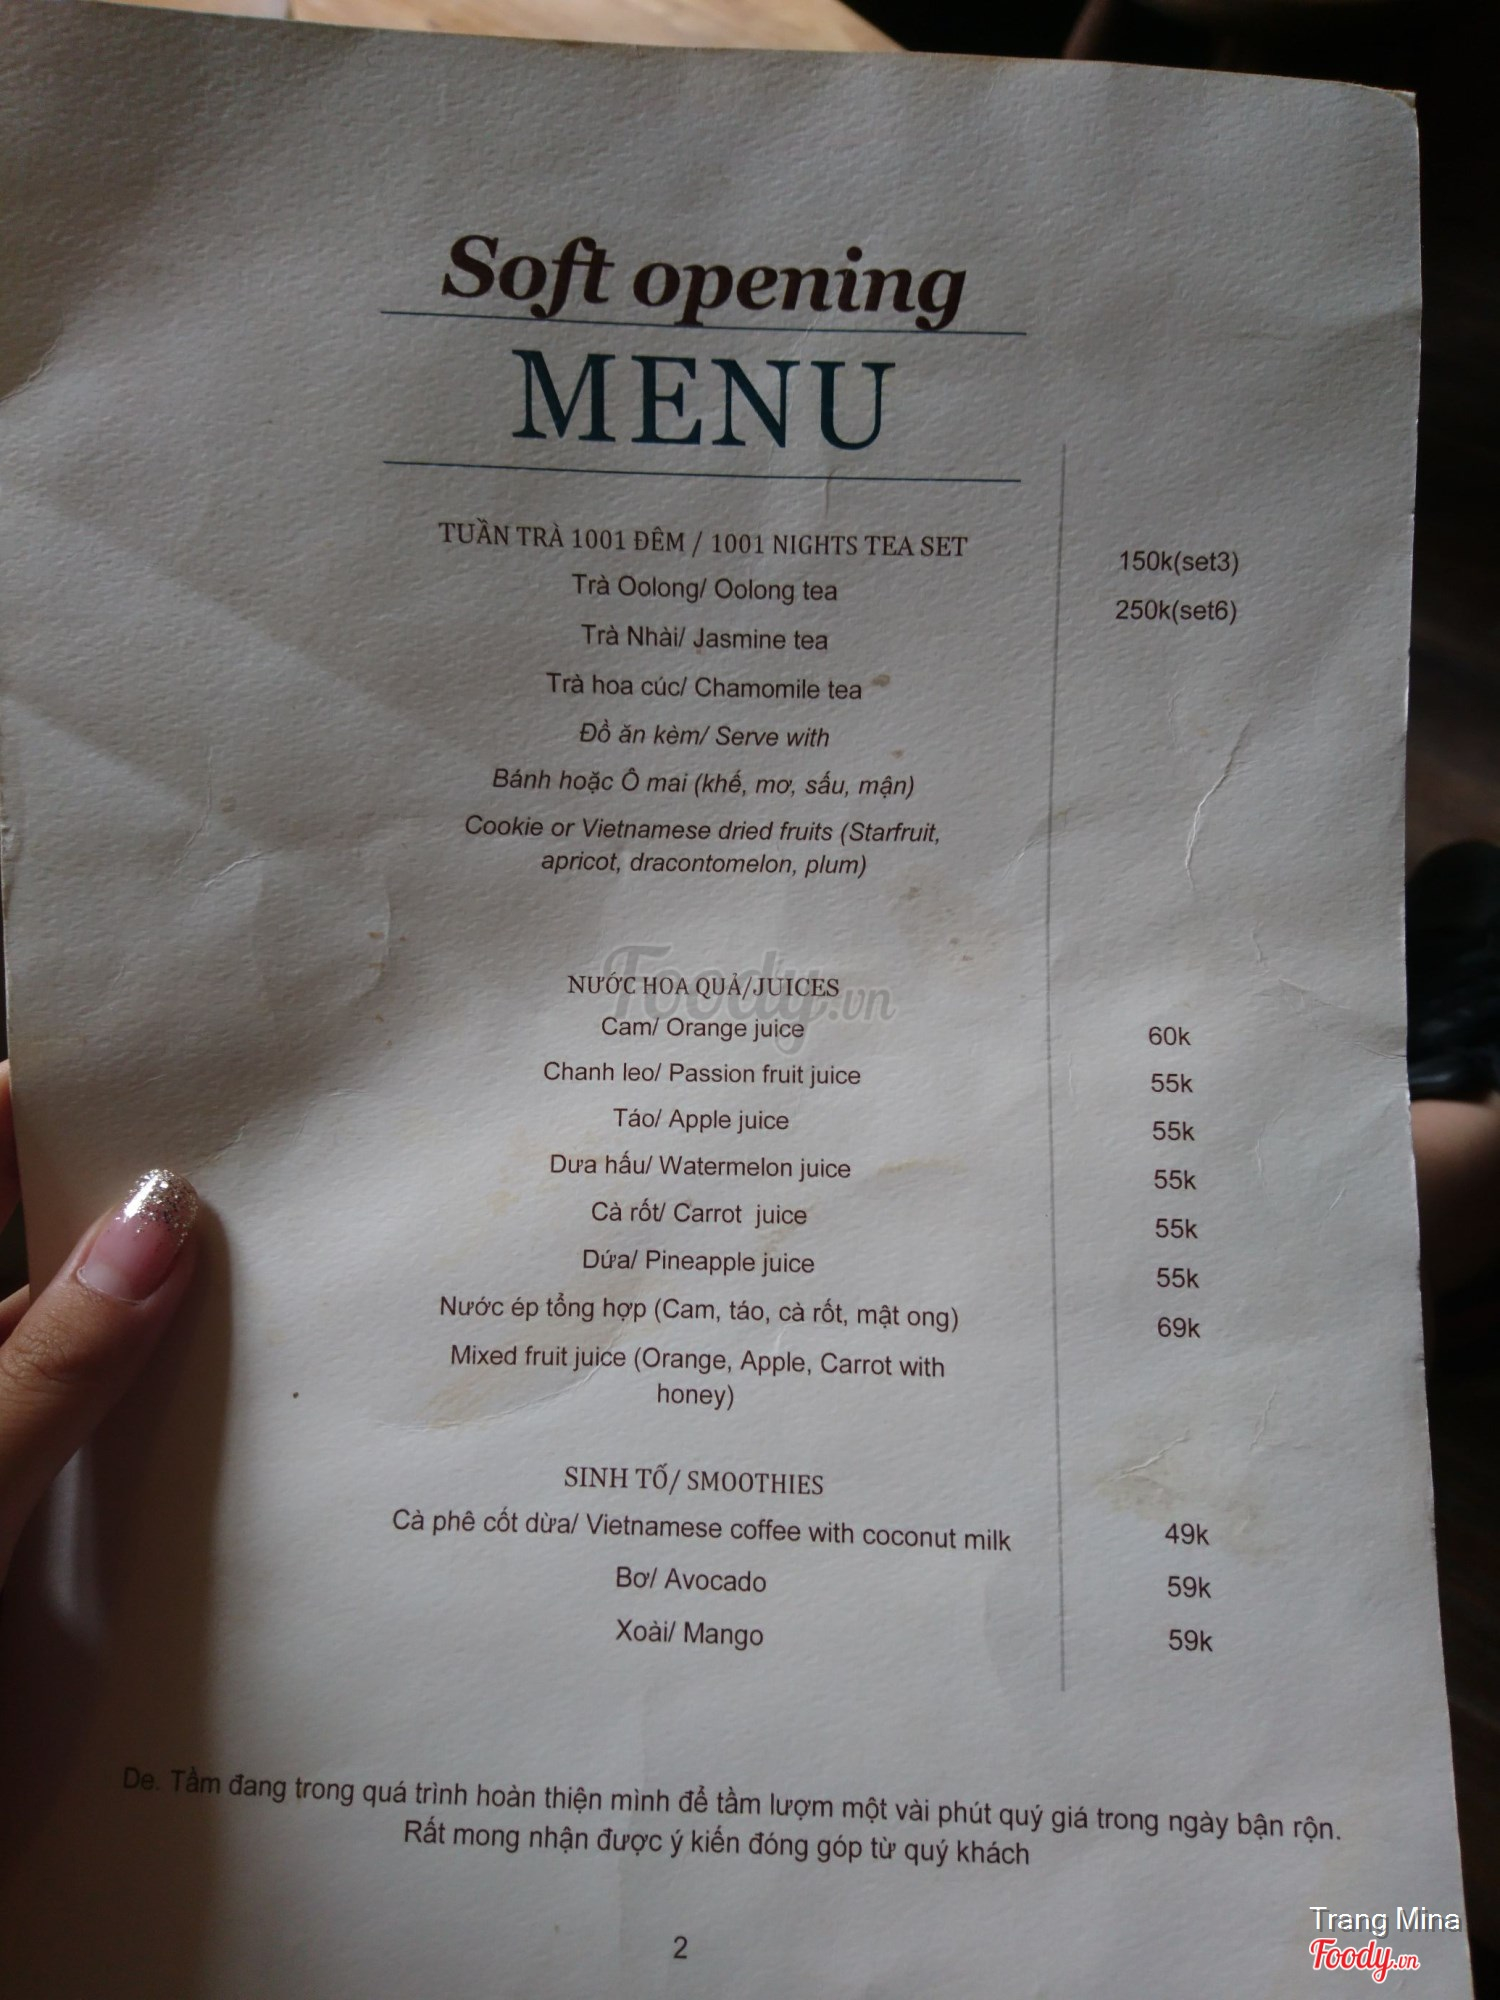 Soft opening
MENU
TUẦN TRÀ 1001 ĐÊM / 1001 NIGHTS TEA SET
150k(set3)
Trà Oolong/ Oolong tea
250k(set6)
Trà Nhài/ Jasmine tea
Trà hoa cúc/ Chamomile tea
Đồ ăn kèm/ Serve with
Bánh hoặc Ô mai (khế, mơ, sấu, mận)
Cookie or Vietnamese dried fruits (Starfruit,
apricot, dracontomelon, plum)
Foody.vn
NƯỚC HOA QUẢ/JUICES
Cam/ Orange juice 60k
Chanh leo/ Passion fruit juice 55k
Táo/ Apple juice 55k
Dưa hấu/ Watermelon juice 55k
Cà rốt/ Carrot juice 55k
Dứa/ Pineapple juice 55k
Nước ép tổng hợp (Cam, táo, cà rốt, mật ong) 69k
Mixed fruit juice (Orange, Apple, Carrot with
honey)
SINH TỐ/ SMOOTHIES
Cà phê cốt dừa/ Vietnamese coffee with coconut milk 49k
Bơ/ Avocado 59k
Xoài/ Mango 59k
De. Tầm đang trong quá trình hoàn thiện mình để tầm lượm một vài phút quý giá trong ngày bận rộn.
Rất mong nhận được ý kiến đóng góp từ quý khách
2
Trang Mina
Foody.vn